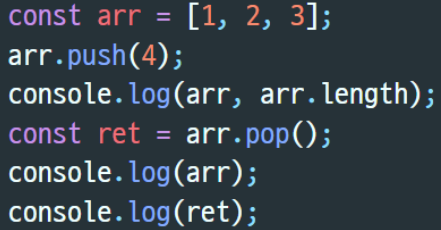 const arr = [1, 2, 3];
arr.push(4);
console.log(arr, arr.length);
const ret = arr.pop();
console.log(arr);
console.log(ret);